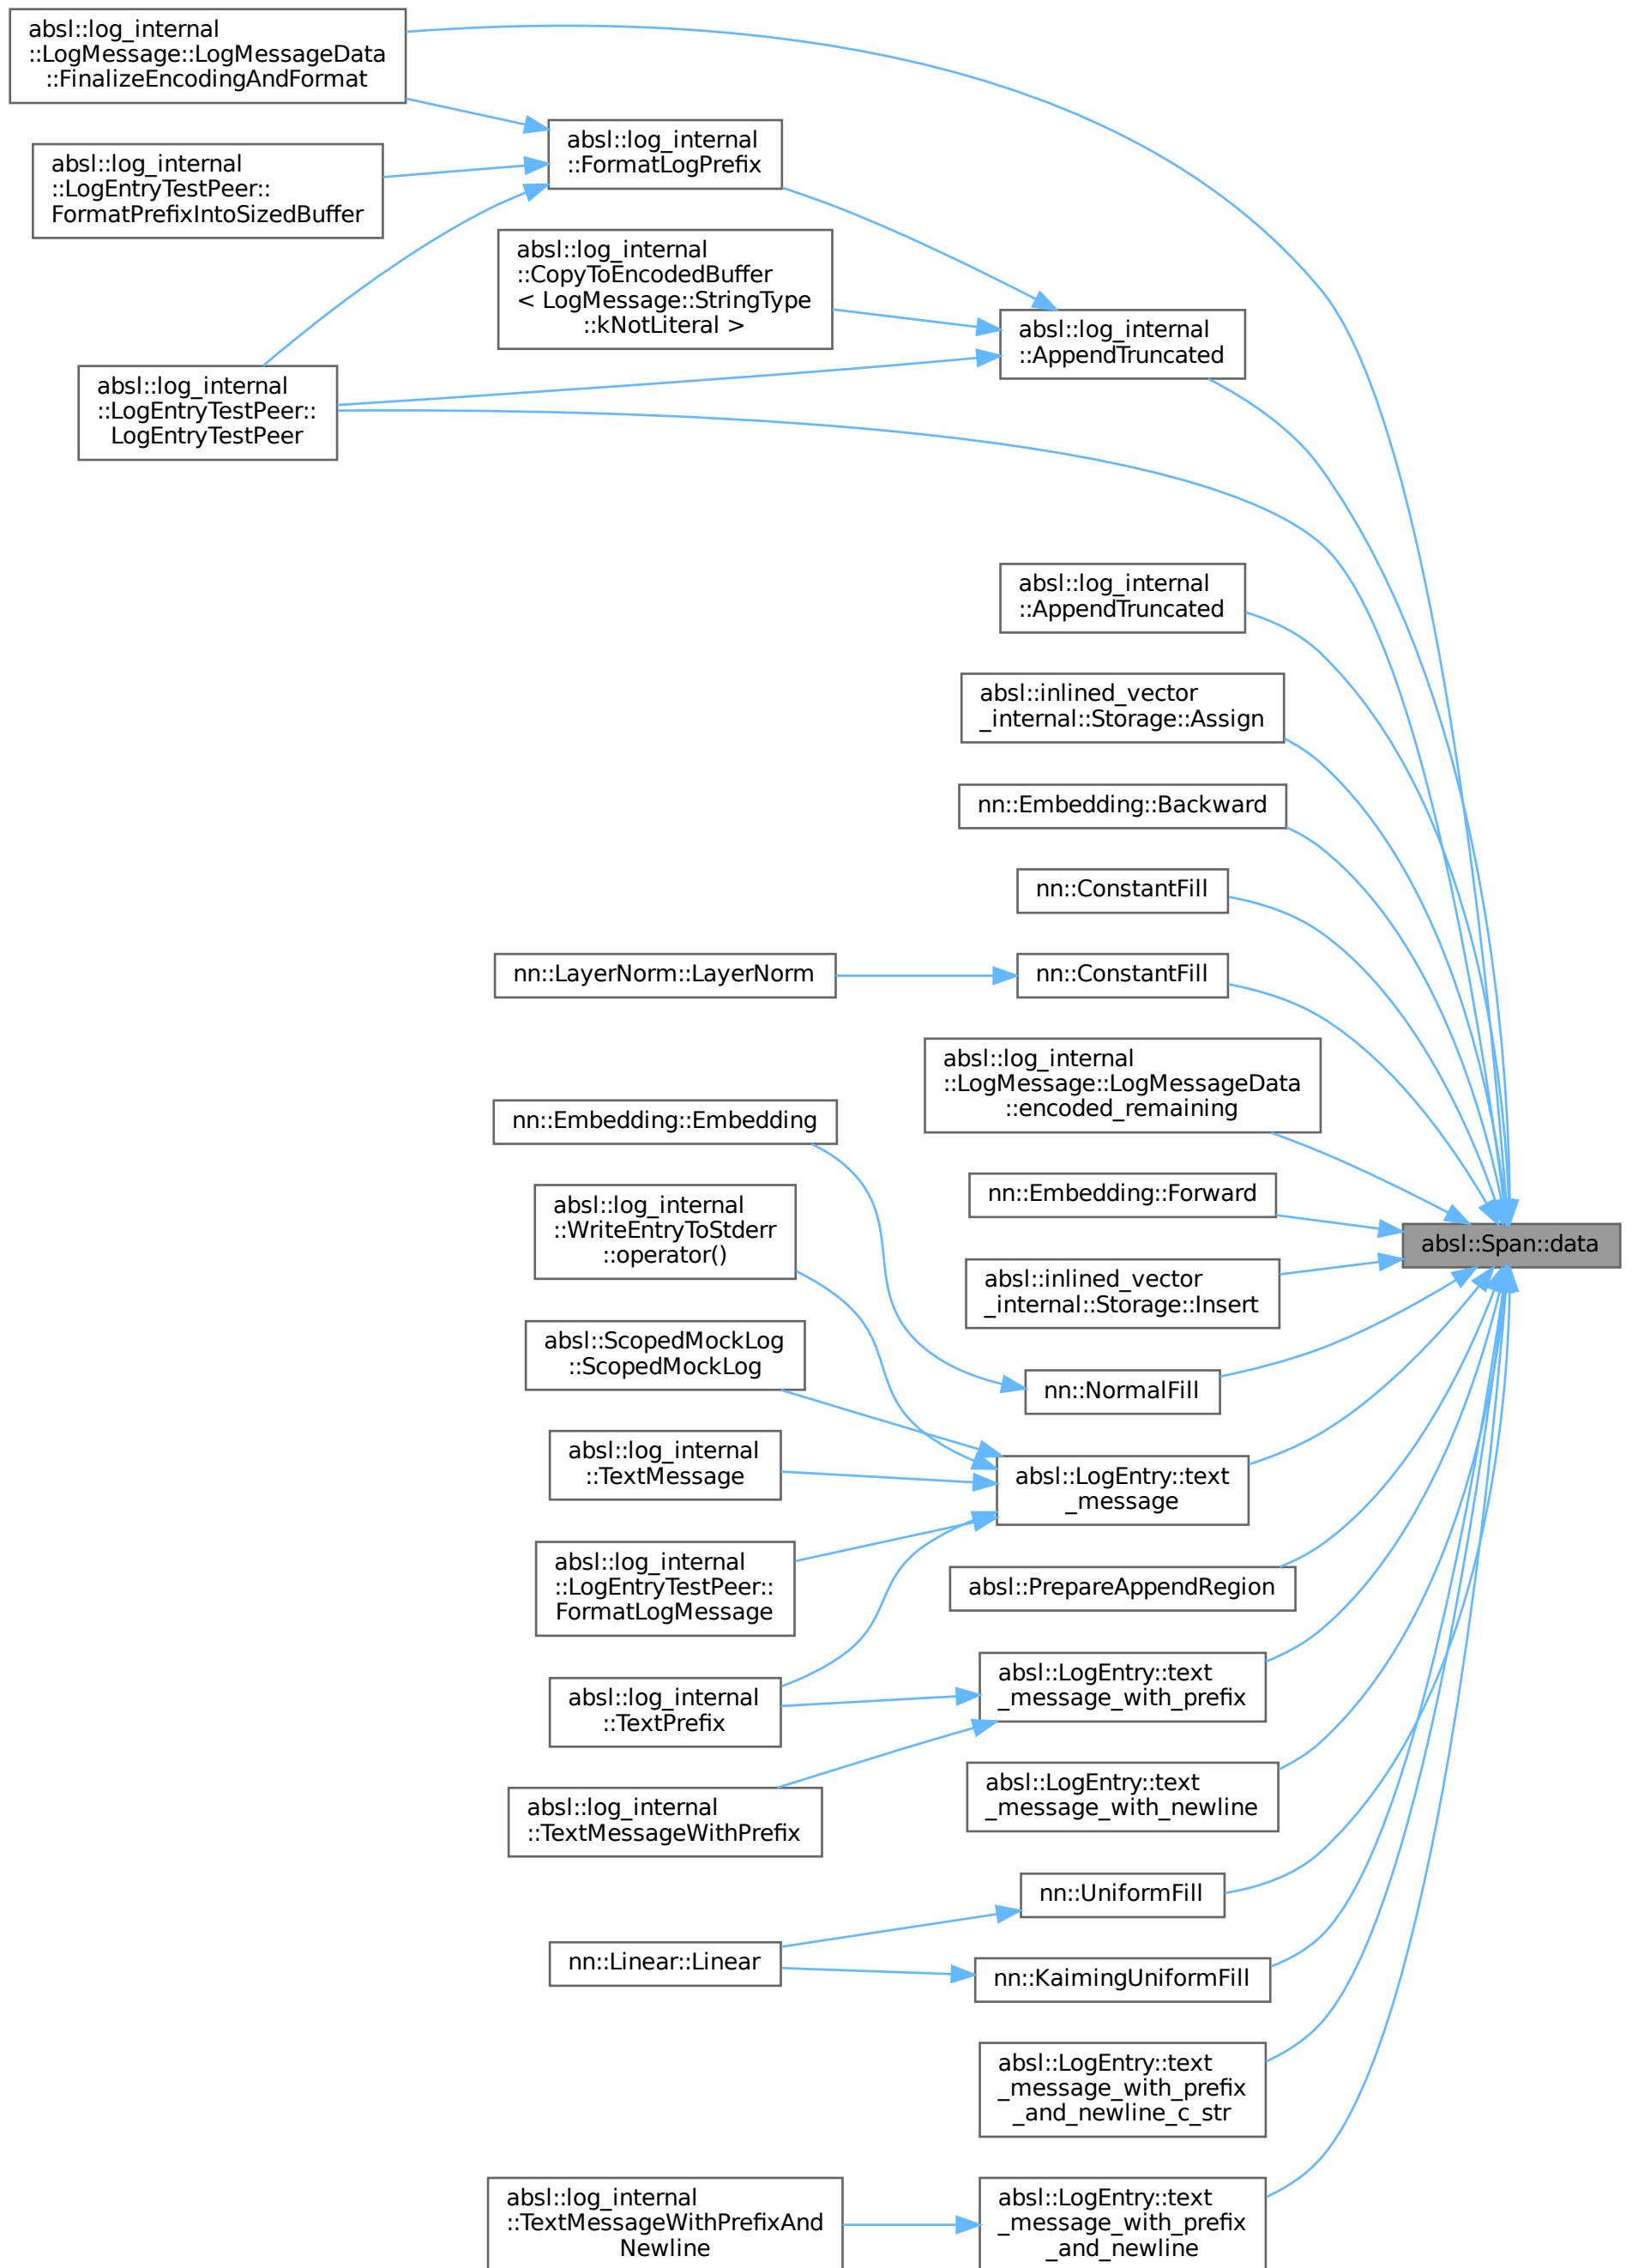 absl::log_internal
::LogMessage::LogMessageData
::FinalizeEncodingAndFormat
absl::log_internal
::FormatLogPrefix
absl::log_internal
::LogEntryTestPeer::
FormatPrefixIntoSizedBuffer
absl::log_internal
::CopyToEncodedBuffer
< LogMessage::StringType
::kNotLiteral >
absl::log_internal
::AppendTruncated
absl::log_internal
::LogEntryTestPeer::
LogEntryTestPeer
absl::log_internal
::AppendTruncated
absl::inlined_vector
_internal::Storage::Assign
nn::Embedding::Backward
nn::ConstantFill
nn::LayerNorm::LayerNorm
nn::ConstantFill
absl::log_internal
::LogMessage::LogMessageData
::encoded_remaining
nn::Embedding::Embedding
nn::Embedding::Forward
absl::log_internal
::WriteEntryToStderr
::operator()
absl::Span::data
absl::inlined_vector
_internal::Storage::Insert
absl::ScopedMockLog
::ScopedMockLog
nn::NormalFill
absl::log_internal
::TextMessage
absl::LogEntry::text
_message
absl::log_internal
::LogEntryTestPeer::
FormatLogMessage
absl::PrepareAppendRegion
absl::log_internal
::TextPrefix
absl::LogEntry::text
_message_with_prefix
absl::log_internal
::TextMessageWithPrefix
absl::LogEntry::text
_message_with_newline
nn::UniformFill
nn::Linear::Linear
nn::KaimingUniformFill
absl::LogEntry::text
_message_with_prefix
_and_newline_c_str
absl::log_internal
::TextMessageWithPrefixAnd
Newline
absl::LogEntry::text
_message_with_prefix
_and_newline